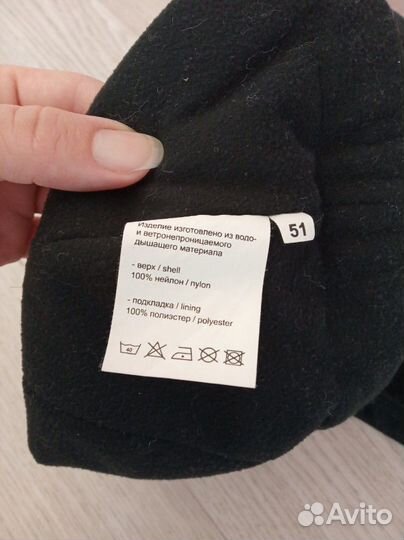 Изделие изготовлено из водо-
и ветронепроницаемого
дышащего материала
- верх / shell
100% нейлон / nylon
- подкладка / lining
100% полиэстер / polyester
40
51
Avito